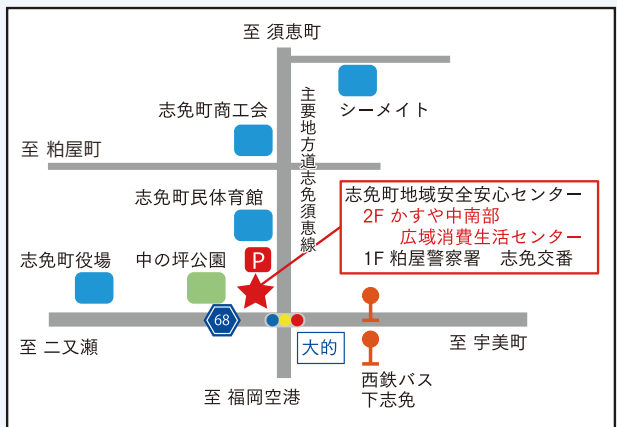 至 須恵町
主要地方道志免須恵線
シーメイト
志免町商工会
至 粕屋町
志免町民体育館
志免町地域安全安心センター
2F かすや中南部
広域消費生活センター
1F 粕屋警察署 志免交番
P
志免町役場
中の坪公園
68
大的
至 二又瀬
至 宇美町
西鉄バス
下志免
至 福岡空港